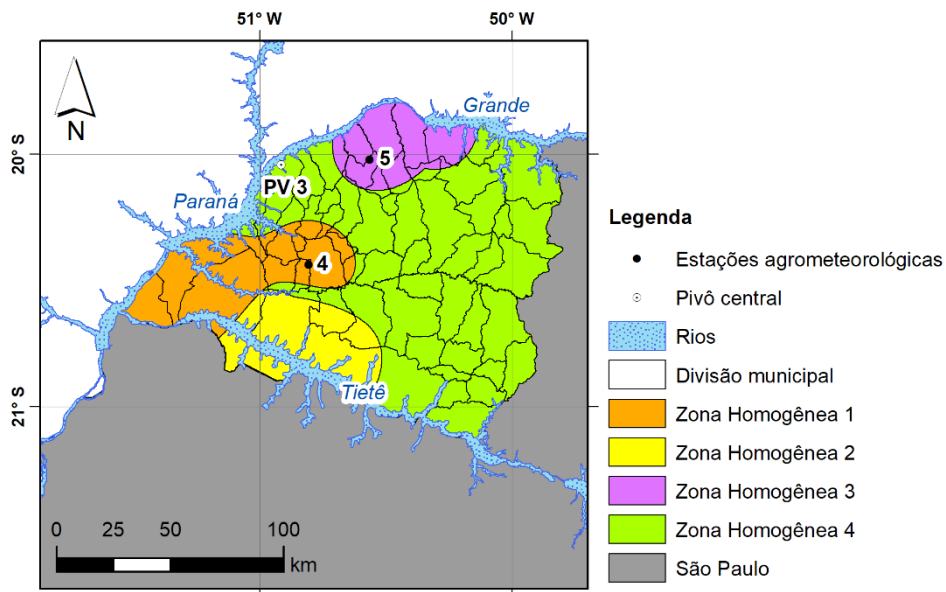 51° W
50° W
N
Grande
20° S
5
PV 3
Paraná
4
Tietê
21° S
0 25 50 100
km
Legenda
Estações agrometeorológicas
Pivô central
Rios
Divisão municipal
Zona Homogênea 1
Zona Homogênea 2
Zona Homogênea 3
Zona Homogênea 4
São Paulo